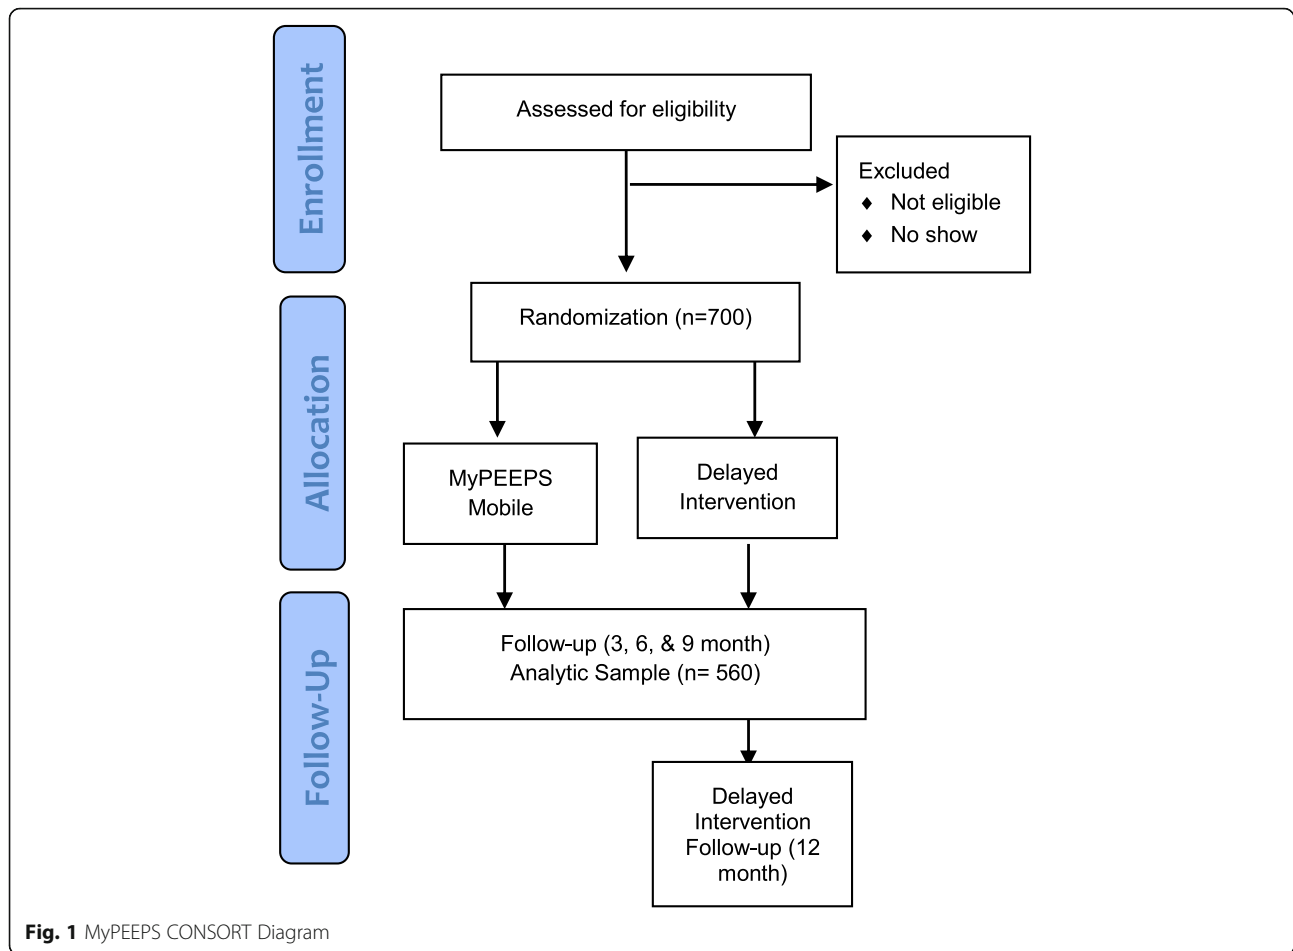 Enrollment
Assessed for eligibility
Excluded
♦ Not eligible
♦ No show
Allocation
Randomization (n=700)
MyPEEPS
Mobile
Delayed
Intervention
Follow-Up
Follow-up (3, 6, & 9 month)
Analytic Sample (n= 560)
Delayed
Intervention
Follow-up (12
month)
Fig. 1 MyPEEPS CONSORT Diagram